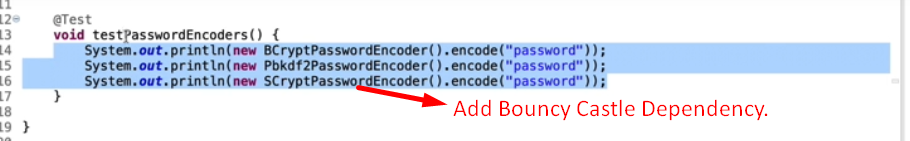 11
12 @Test
13 void testPasswordEncoders() {
14 System.out.println(new BCryptPasswordEncoder().encode("password"));
15 System.out.println(new Pbkdf2PasswordEncoder().encode("password"));
16 System.out.println(new SCryptPasswordEncoder().encode("password"));
17 }
Add Bouncy Castle Dependency.
18
19 }